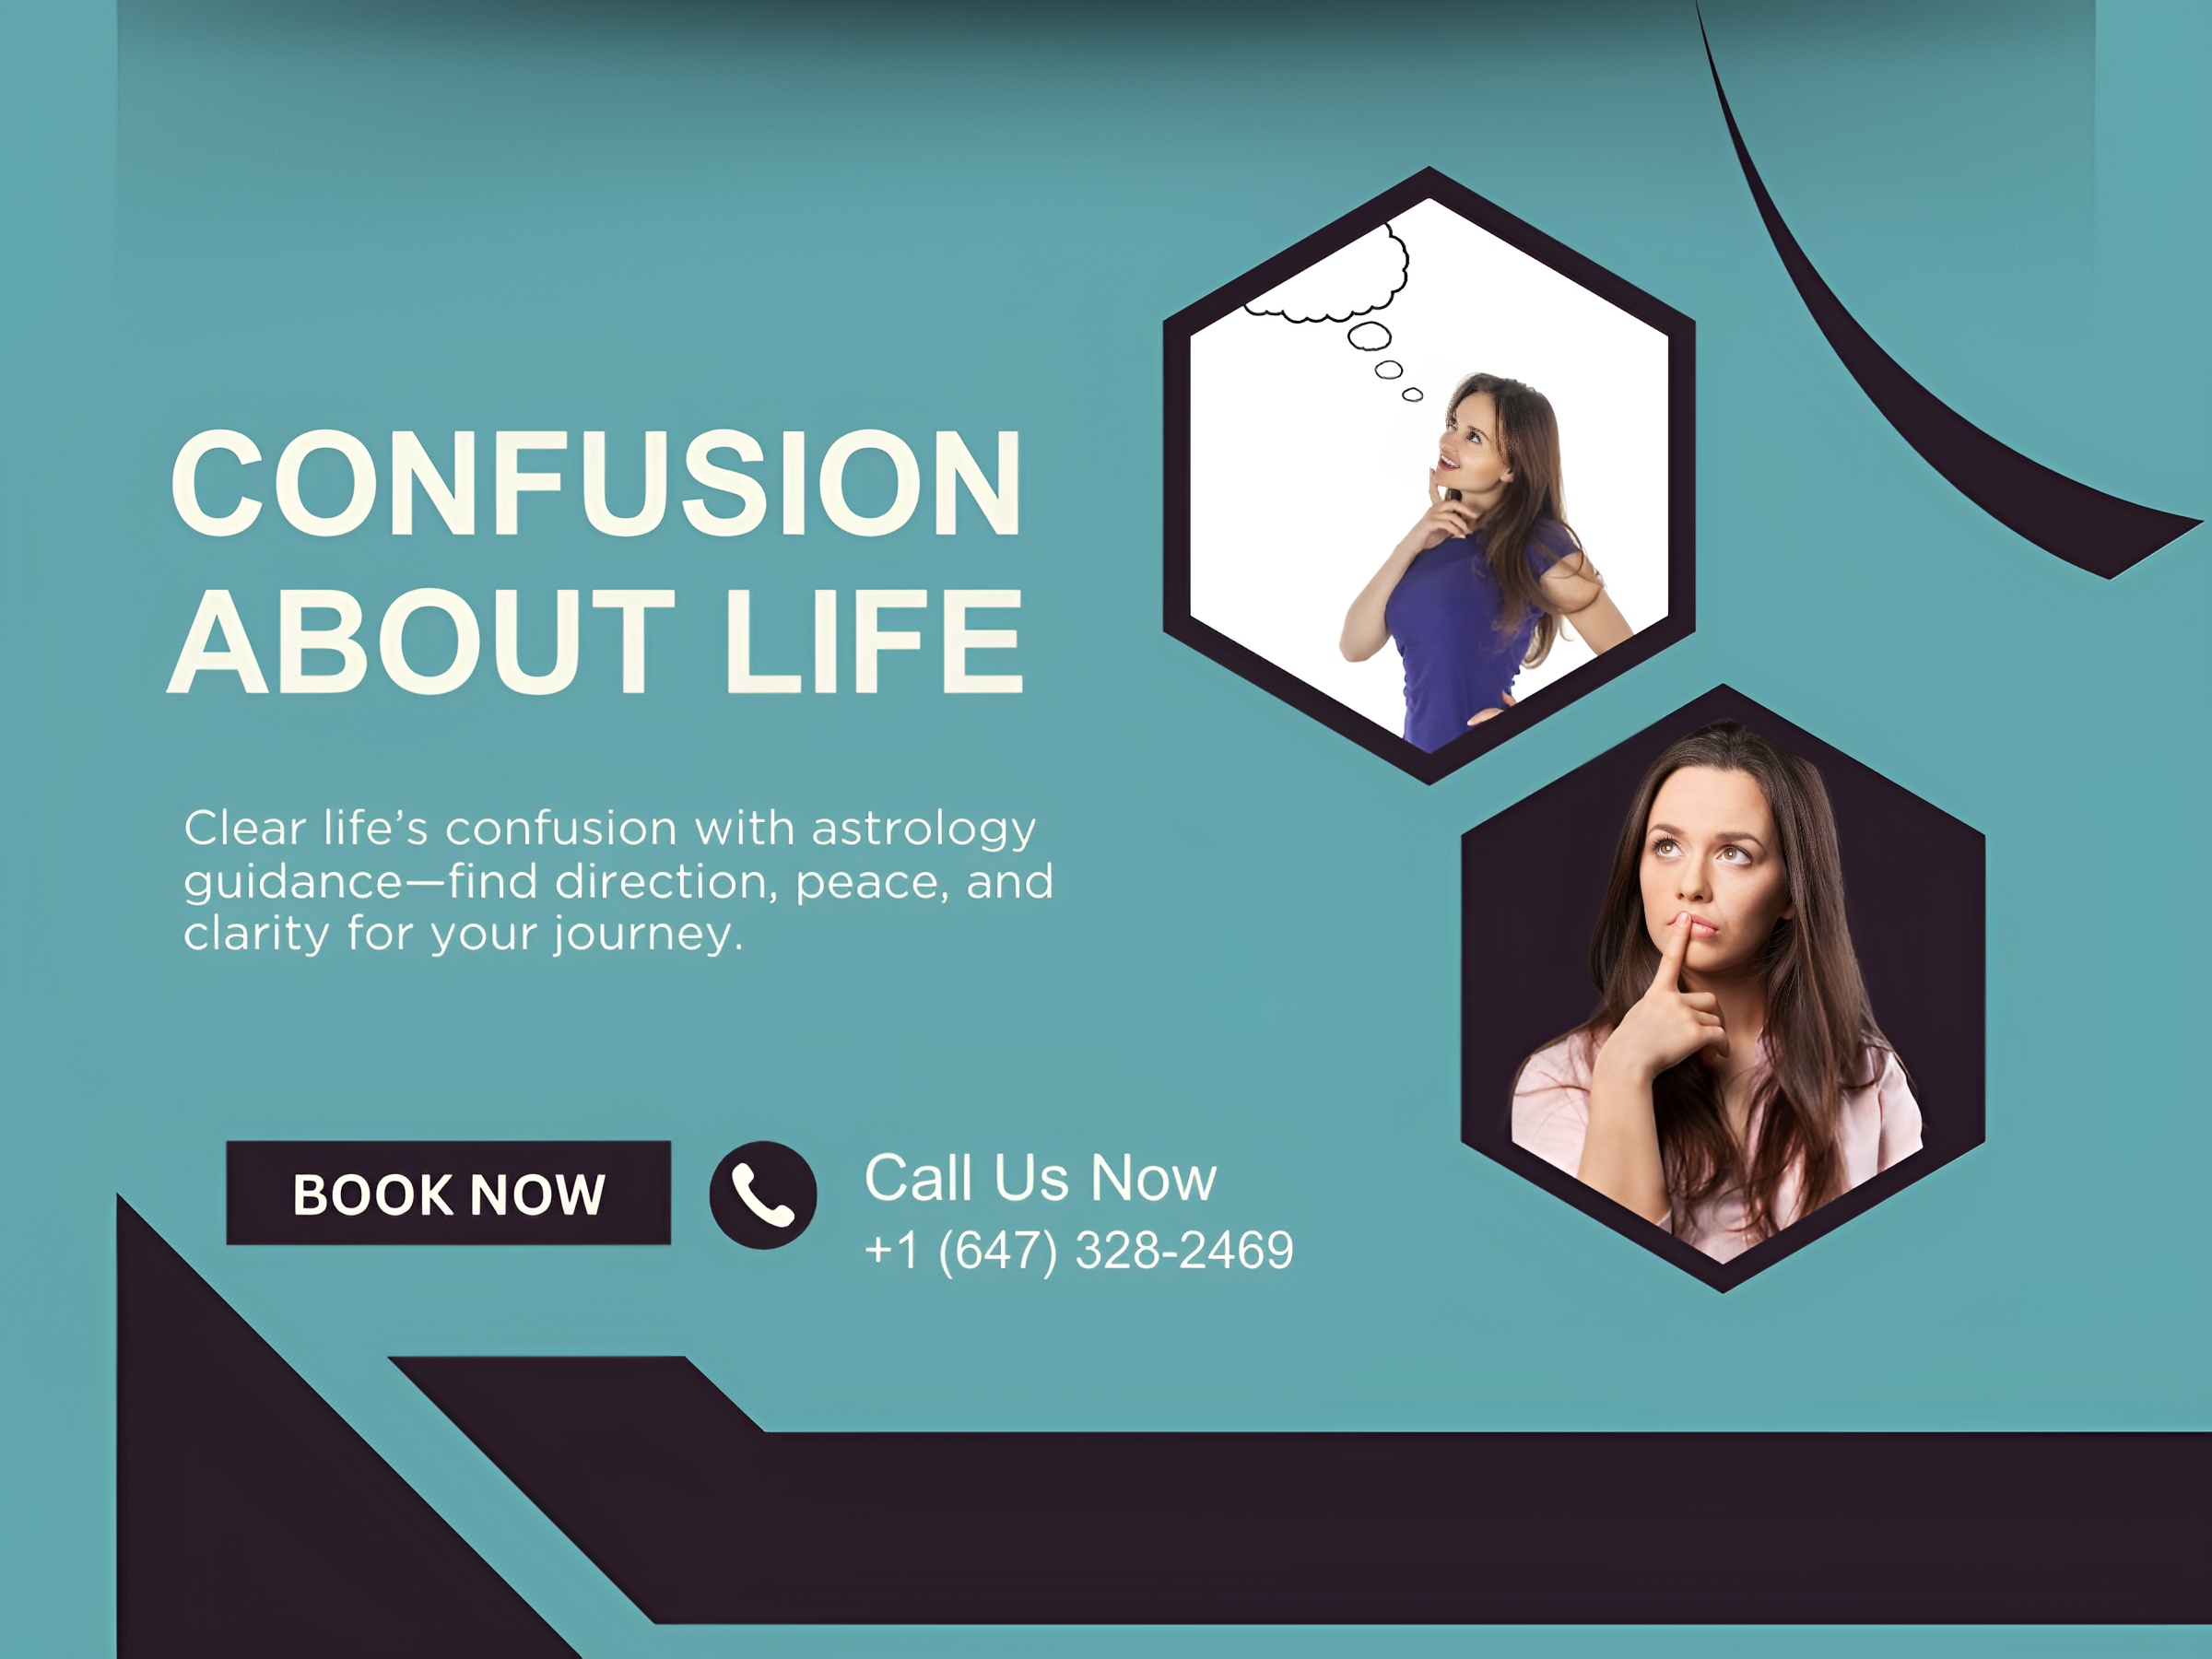 CONFUSION
ABOUT LIFE
Clear life’s confusion with astrology
guidance—find direction, peace, and
clarity for your journey.
BOOK NOW
Call Us Now
+1 (647) 328-2469